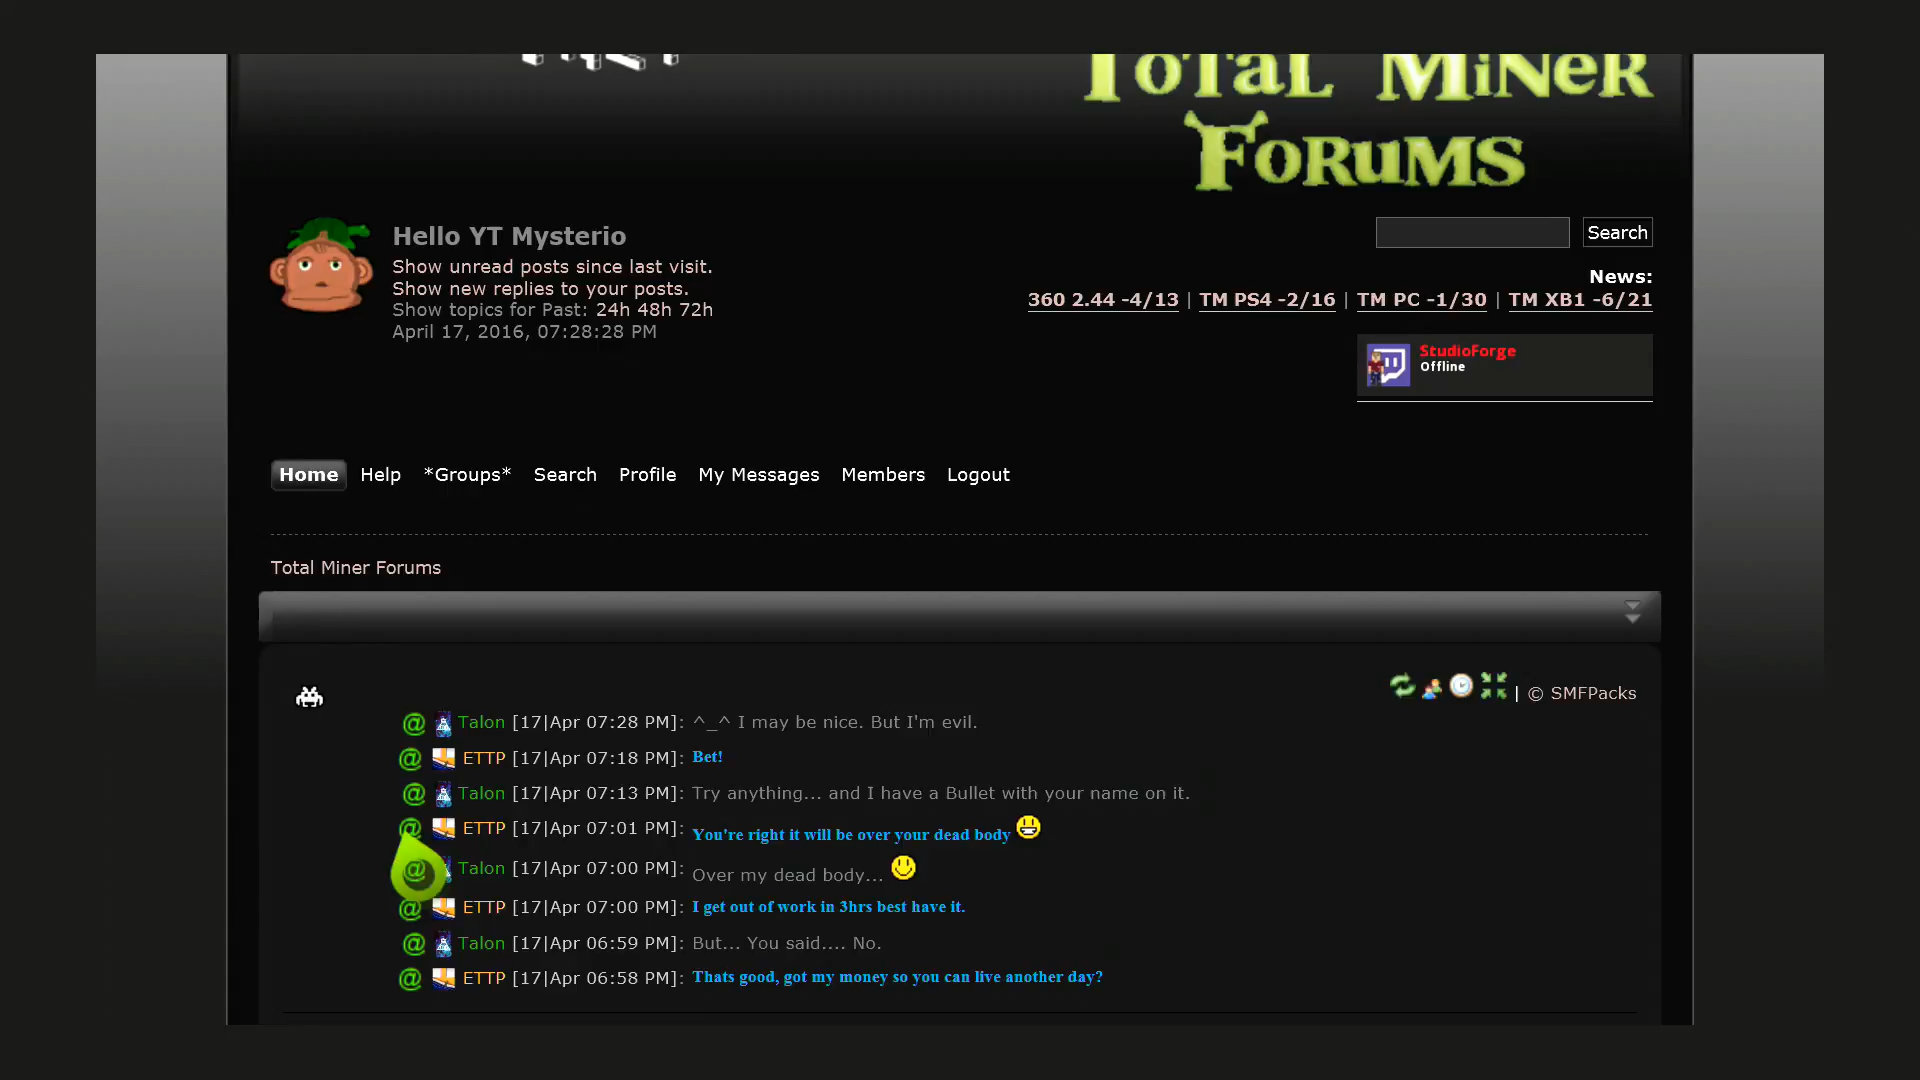 ToTaL MiNeR
FoRuMS
Hello YT Mysterio
Show unread posts since last visit.
Show new replies to your posts.
Show topics for Past: 24h 48h 72h
April 17, 2016, 07:28:28 PM
Search
News:
360 2.44 -4/13 | TM PS4 -2/16 | TM PC -1/30 | TM XB1 -6/21
StudioForge
Offline
Home Help *Groups* Search Profile My Messages Members Logout
Total Miner Forums
| © SMFPacks
@ Talon [17|Apr 07:28 PM]: ^_^ I may be nice. But I'm evil.
@ ETTP [17|Apr 07:18 PM]: Bet!
@ Talon [17|Apr 07:13 PM]: Try anything... and I have a Bullet with your name on it.
@ ETTP [17|Apr 07:01 PM]: You're right it will be over your dead body
@ Talon [17|Apr 07:00 PM]: Over my dead body...
@ ETTP [17|Apr 07:00 PM]: I get out of work in 3hrs best have it.
@ Talon [17|Apr 06:59 PM]: But... You said.... No.
@ ETTP [17|Apr 06:58 PM]: Thats good, got my money so you can live another day?